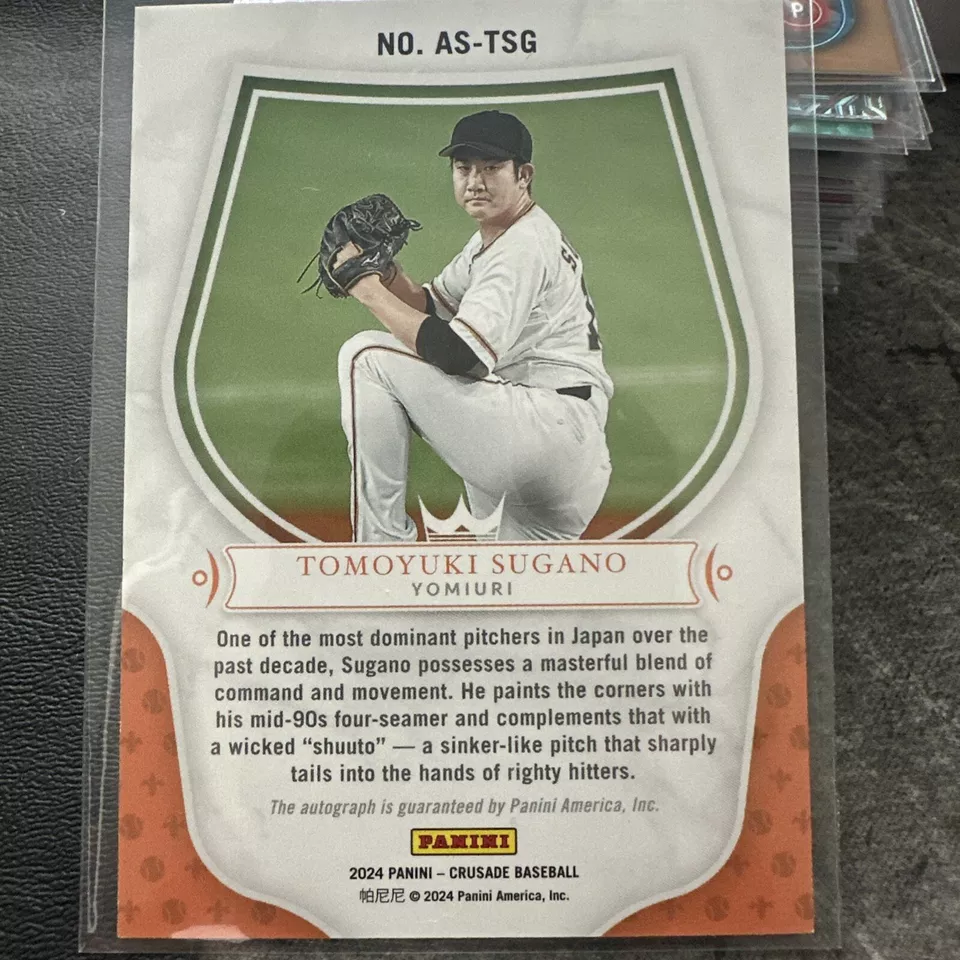 P
NO. AS-TSG
S
1
TOMOYUKI SUGANO
YOMIURI
One of the most dominant pitchers in Japan over the
past decade, Sugano possesses a masterful blend of
command and movement. He paints the corners with
his mid-90s four-seamer and complements that with
a wicked “shuuto” — a sinker-like pitch that sharply
tails into the hands of righty hitters.
The autograph is guaranteed by Panini America, Inc.
PANINI
2024 PANINI – CRUSADE BASEBALL
帕尼尼 © 2024 Panini America, Inc.